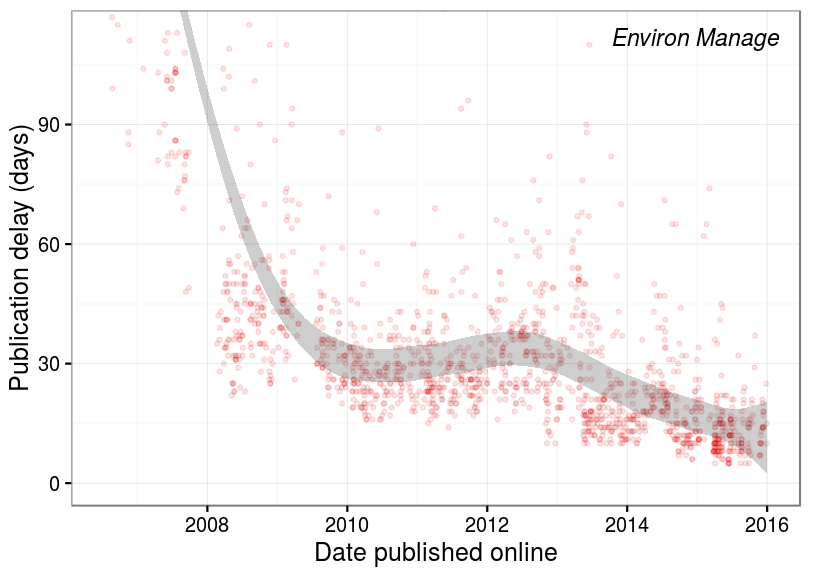 Environ Manage
Publication delay (days)
90
60
30
0
2008 2010 2012 2014 2016
Date published online